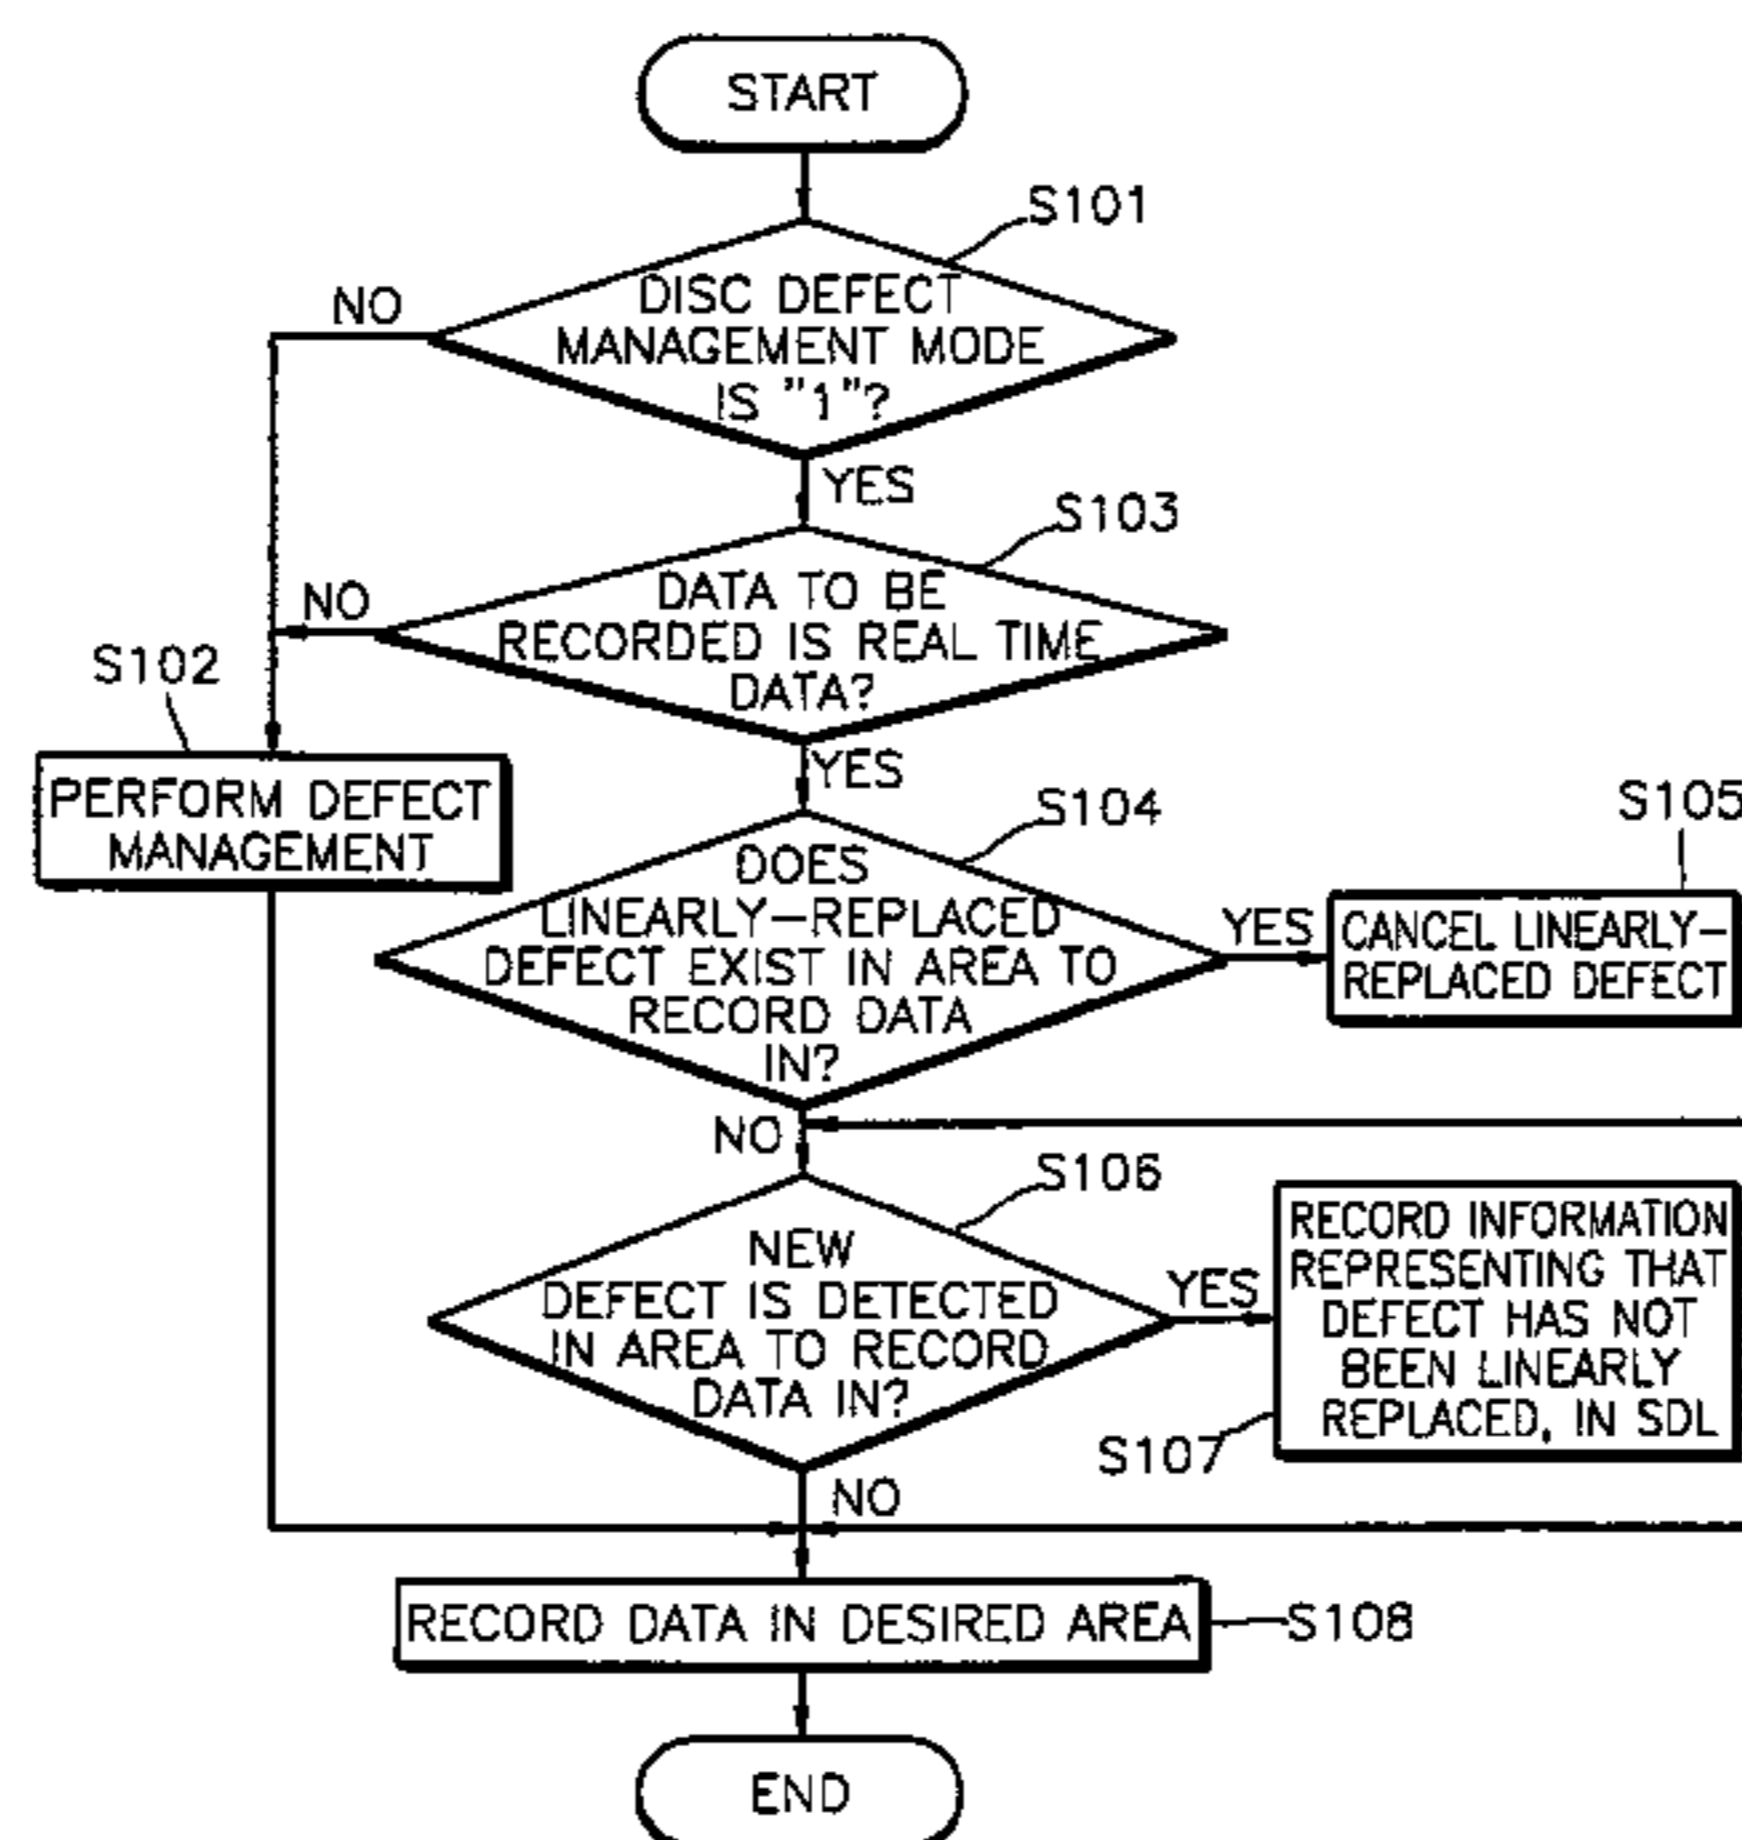 START
S101
DISC DEFECT
MANAGEMENT MODE
IS "1"?
NO
YES
S103
DATA TO BE
RECORDED IS REAL TIME
DATA?
NO
S102
YES
PERFORM DEFECT
MANAGEMENT
S104
S105
DOES
LINEARLY-REPLACED
DEFECT EXIST IN AREA TO
RECORD DATA
IN?
YES
CANCEL LINEARLY-
REPLACED DEFECT
NO
S106
NEW
DEFECT IS DETECTED
IN AREA TO RECORD
DATA IN?
YES
RECORD INFORMATION
REPRESENTING THAT
DEFECT HAS NOT
BEEN LINEARLY
REPLACED, IN SDL
S107
NO
RECORD DATA IN DESIRED AREA
S108
END